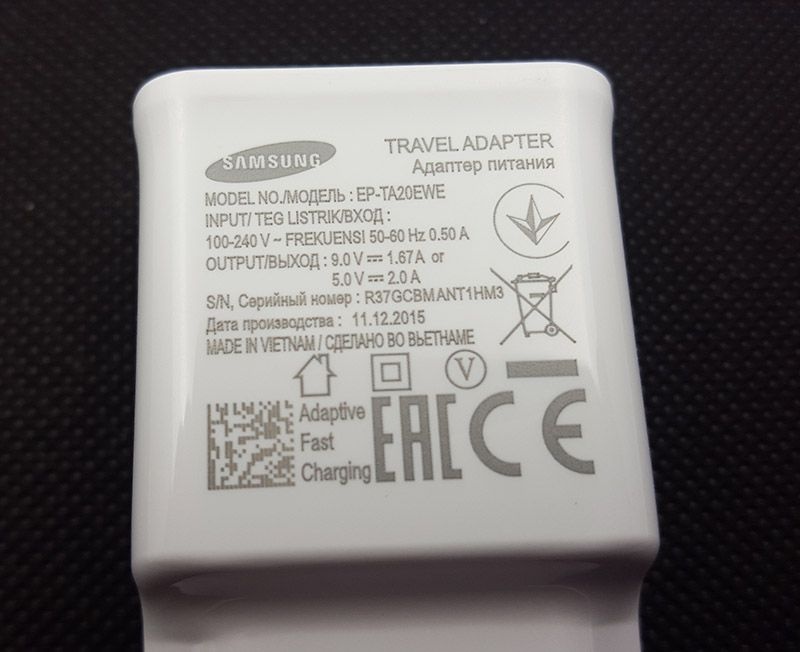 SAMSUNG
TRAVEL ADAPTER
Адаптер питания
MODEL NO./МОДЕЛЬ : EP-TA20EWE
INPUT/ TEG LISTRIK/ВХОД :
100-240 V ~ FREKUENSI 50-60 Hz 0.50 A
OUTPUT/ВЫХОД : 9.0 V ⎓ 1.67A or
5.0 V ⎓ 2.0 A
S/N, Серийный номер : R37GCBMANT1HM3
Дата производства : 11.12.2015
MADE IN VIETNAM / СДЕЛАНО ВО ВЬЕТНАМЕ
V
Adaptive
Fast
Charging
EAC CE